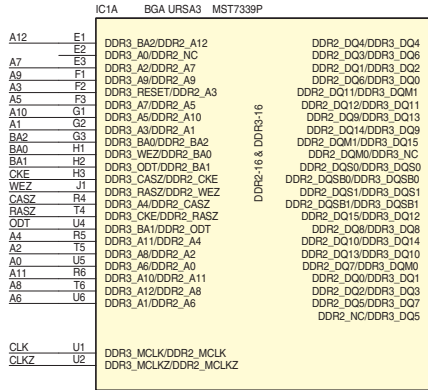 IC1A BGA URSA3 MST7339P
A12 E1 DDR3_BA2/DDR2_A12 DDR2_DQ4/DDR3_DQ4
E2 DDR3_A0/DDR2_NC DDR2_DQ3/DDR3_DQ6
A7 E3 DDR3_A2/DDR2_A7 DDR2_DQ1/DDR3_DQ2
A9 F1 DDR3_A9/DDR2_A9 DDR2_DQ6/DDR3_DQ0
A3 F2 DDR3_RESET/DDR2_A3 DDR2_DQ11/DDR3_DQM1
A5 F3 DDR3_A7/DDR2_A5 DDR2_DQ12/DDR3_DQ11
A10 G1 DDR3_A5/DDR2_A10 DDR2_DQ9/DDR3_DQ13
A1 G2 DDR3_A3/DDR2_A1 DDR2_DQ14/DDR3_DQ9
BA2 G3 DDR3_BA0/DDR2_BA2 DDR2_DQM1/DDR3_DQ15
BA0 H1 DDR3_WEZ/DDR2_BA0 DDR2_DQM0/DDR3_NC
BA1 H2 DDR3_ODT/DDR2_BA1 DDR2_DQS0/DDR3_DQS0
CKE H3 DDR3_CASZ/DDR2_CKE DDR2_DQSB0/DDR3_DQSB0
WEZ J1 DDR3_RASZ/DDR2_WEZ DDR2_DQS1/DDR3_DQS1
CASZ R4 DDR3_A4/DDR2_CASZ DDR2_DQSB1/DDR3_DQSB1
RASZ T4 DDR3_CKE/DDR2_RASZ DDR2_DQ15/DDR3_DQ12
ODT U4 DDR3_BA1/DDR2_ODT DDR2_DQ8/DDR3_DQ8
A4 R5 DDR3_A11/DDR2_A4 DDR2_DQ10/DDR3_DQ14
A2 T5 DDR3_A8/DDR2_A2 DDR2_DQ13/DDR3_DQ10
A0 U5 DDR3_A6/DDR2_A0 DDR2_DQ7/DDR3_DQM0
A11 R6 DDR3_A10/DDR2_A11 DDR2_DQ0/DDR3_DQ1
A8 T6 DDR3_A12/DDR2_A8 DDR2_DQ2/DDR3_DQ3
A6 U6 DDR3_A1/DDR2_A6 DDR2_DQ5/DDR3_DQ7
DDR2_NC/DDR3_DQ5
DDR2-16 & DDR3-16
CLK U1 DDR3_MCLK/DDR2_MCLK
CLKZ U2 DDR3_MCLKZ/DDR2_MCLKZ